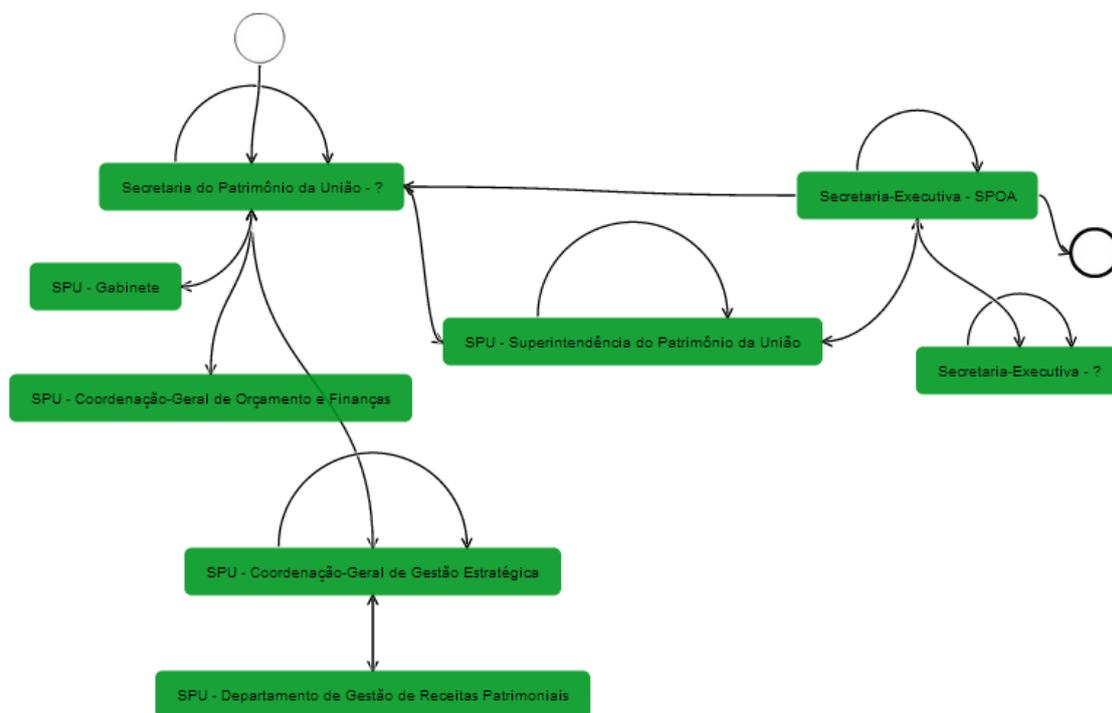 Secretaria do Patrimônio da União - ?
Secretaria-Executiva - SPOA
SPU - Gabinete
SPU - Superintendência do Patrimônio da União
Secretaria-Executiva - ?
SPU - Coordenação-Geral de Orçamento e Finanças
SPU - Coordenação-Geral de Gestão Estratégica
SPU - Departamento de Gestão de Receitas Patrimoniais